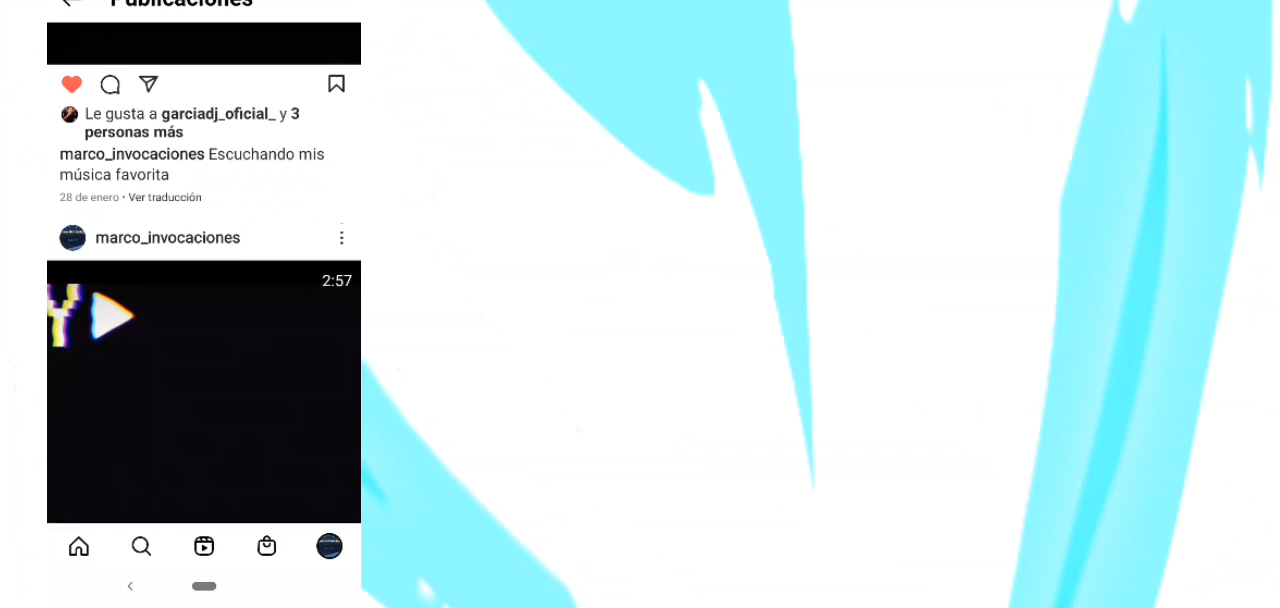 Publicaciones
Le gusta a garciadj_oficial_ y 3
personas más
marco_invocaciones Escuchando mis
música favorita
28 de enero • Ver traducción
marco_invocaciones
2:57
Y